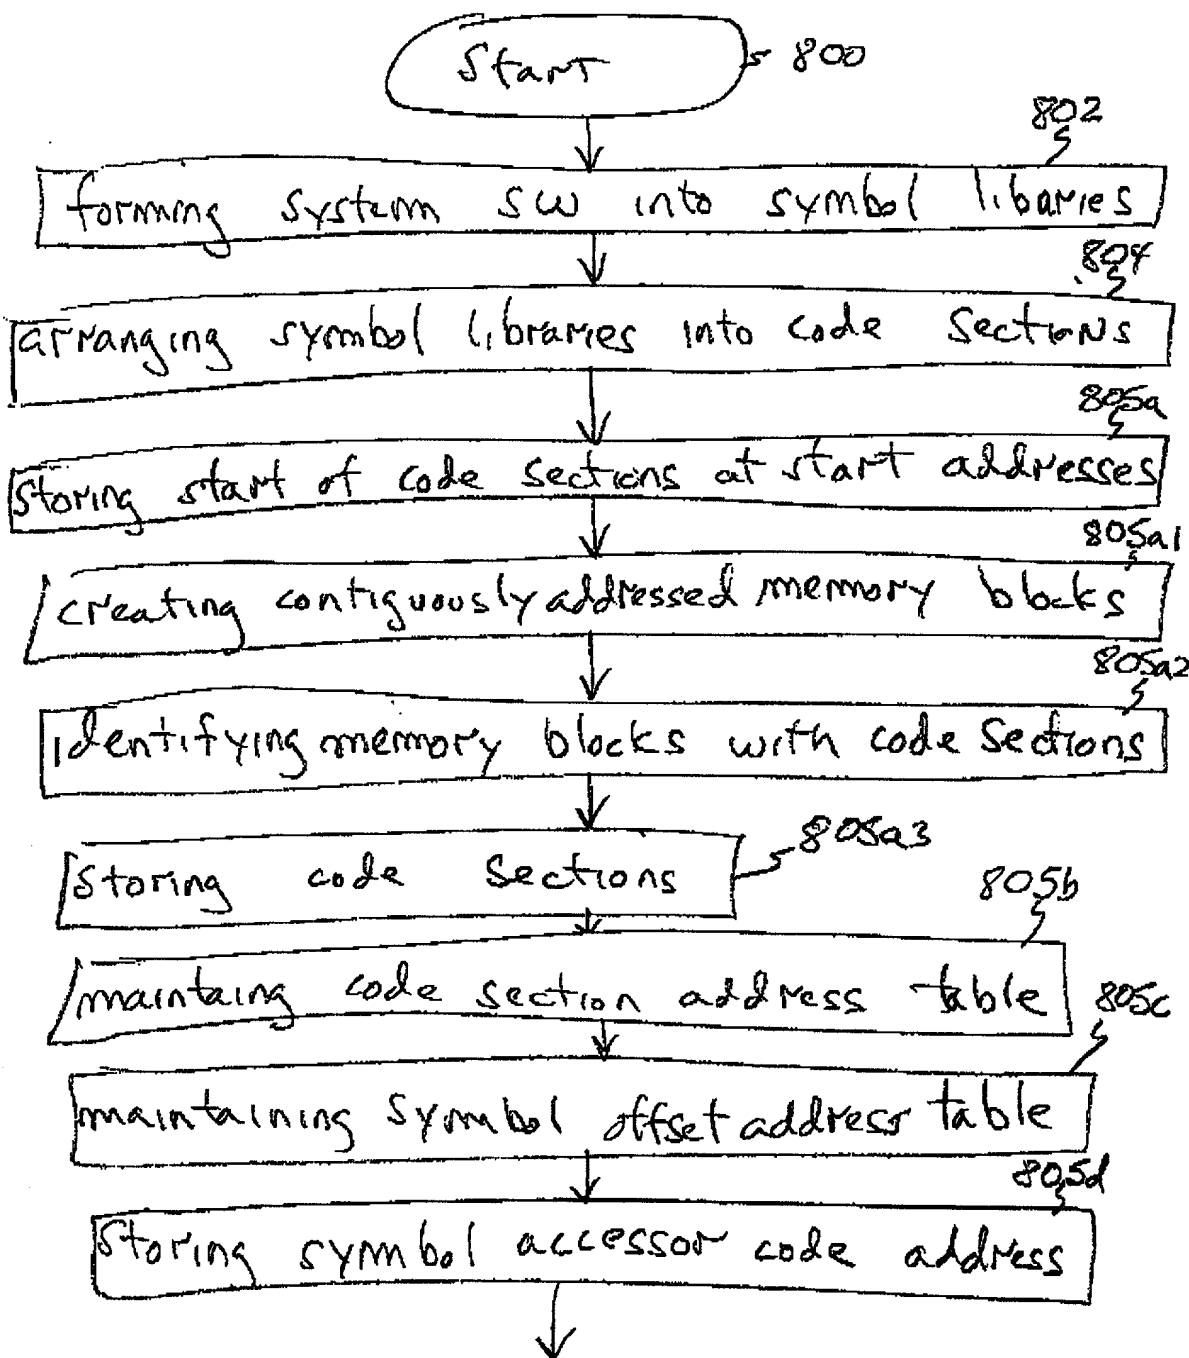 Start 800
802
forming system SW into symbol libaries
804
arranging symbol libraries into code sections
805a
storing start of code sections at start addresses
805a1
creating contiguously addressed memory blocks
805a2
identifying memory blocks with code sections
805a3
storing code sections
805b
maintaing code section address table
805c
maintaining symbol offset address table
805d
storing symbol accessor code address